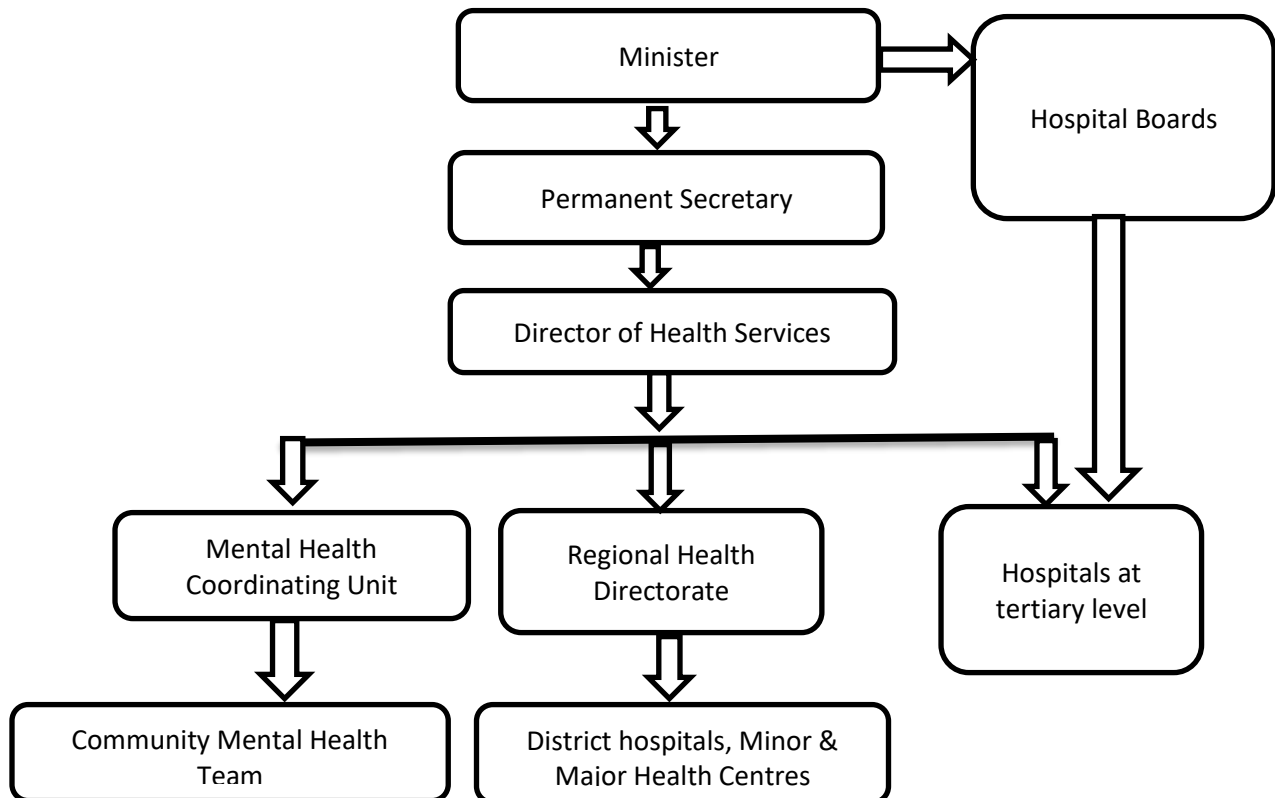 Minister
Hospital Boards
Permanent Secretary
Director of Health Services
Mental Health
Coordinating Unit
Regional Health
Directorate
Hospitals at
tertiary level
Community Mental Health
Team
District hospitals, Minor &
Major Health Centres